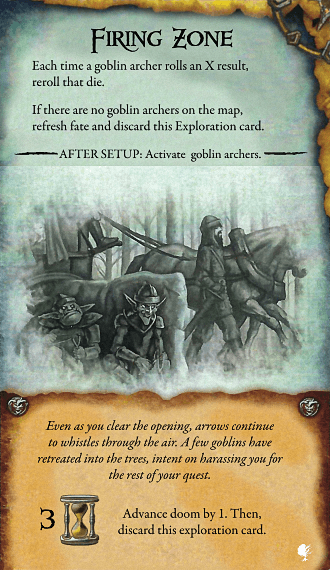 FIRING ZONE
Each time a goblin archer rolls an X result,
reroll that die.
If there are no goblin archers on the map,
refresh fate and discard this Exploration card.
AFTER SETUP: Activate goblin archers.
Even as you clear the opening, arrows continue
to whistles through the air. A few goblins have
retreated into the trees, intent on harassing you for
the rest of your quest.
3 Advance doom by 1. Then,
discard this exploration card.